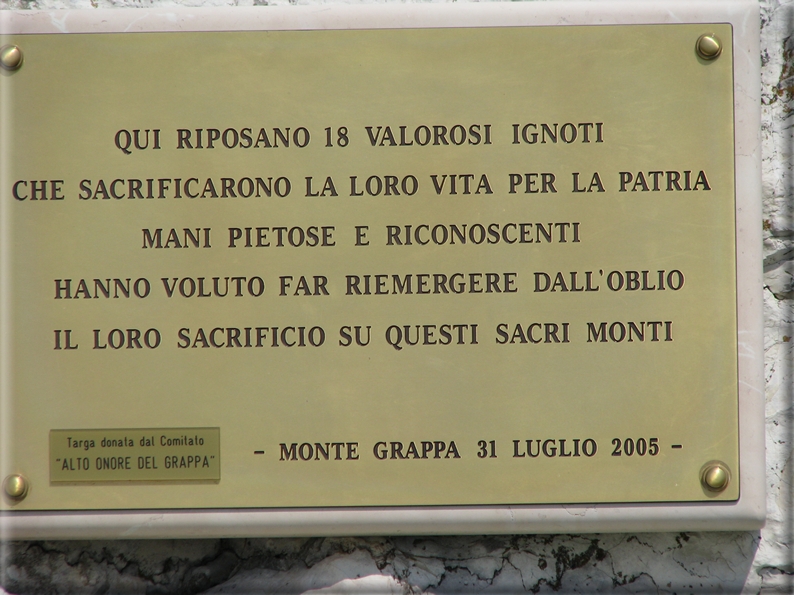 QUI RIPOSANO 18 VALOROSI IGNOTI
CHE SACRIFICARONO LA LORO VITA PER LA PATRIA
MANI PIETOSE E RICONOSCENTI
HANNO VOLUTO FAR RIEMERGERE DALL'OBLIO
IL LORO SACRIFICIO SU QUESTI SACRI MONTI
Targa donata dal Comitato
"ALTO ONORE DEL GRAPPA"
- MONTE GRAPPA 31 LUGLIO 2005 -